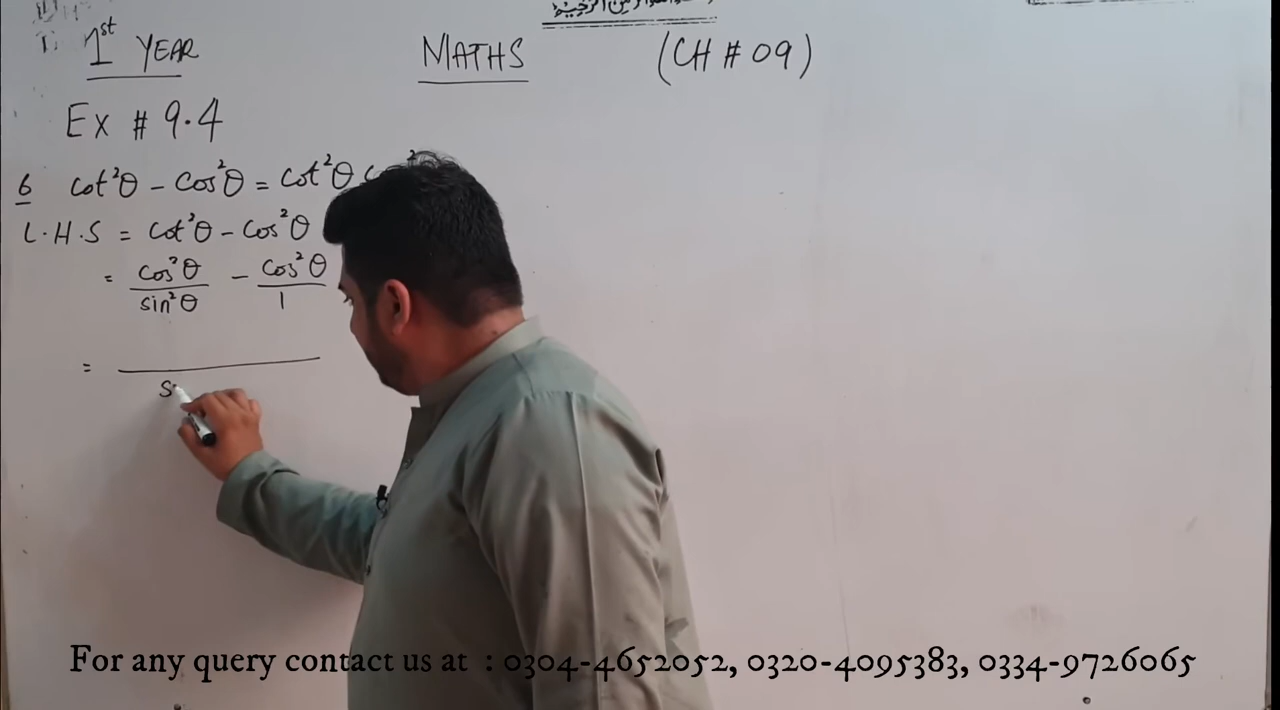 1st YEAR MATHS (CH # 09)
Ex # 9.4
6 cot²θ - cos²θ = cot²θ
L.H.S = cot²θ - cos²θ
= cos²θ/sin²θ - cos²θ/1
=
For any query contact us at : 0304-4652052, 0320-4095383, 0334-9726065